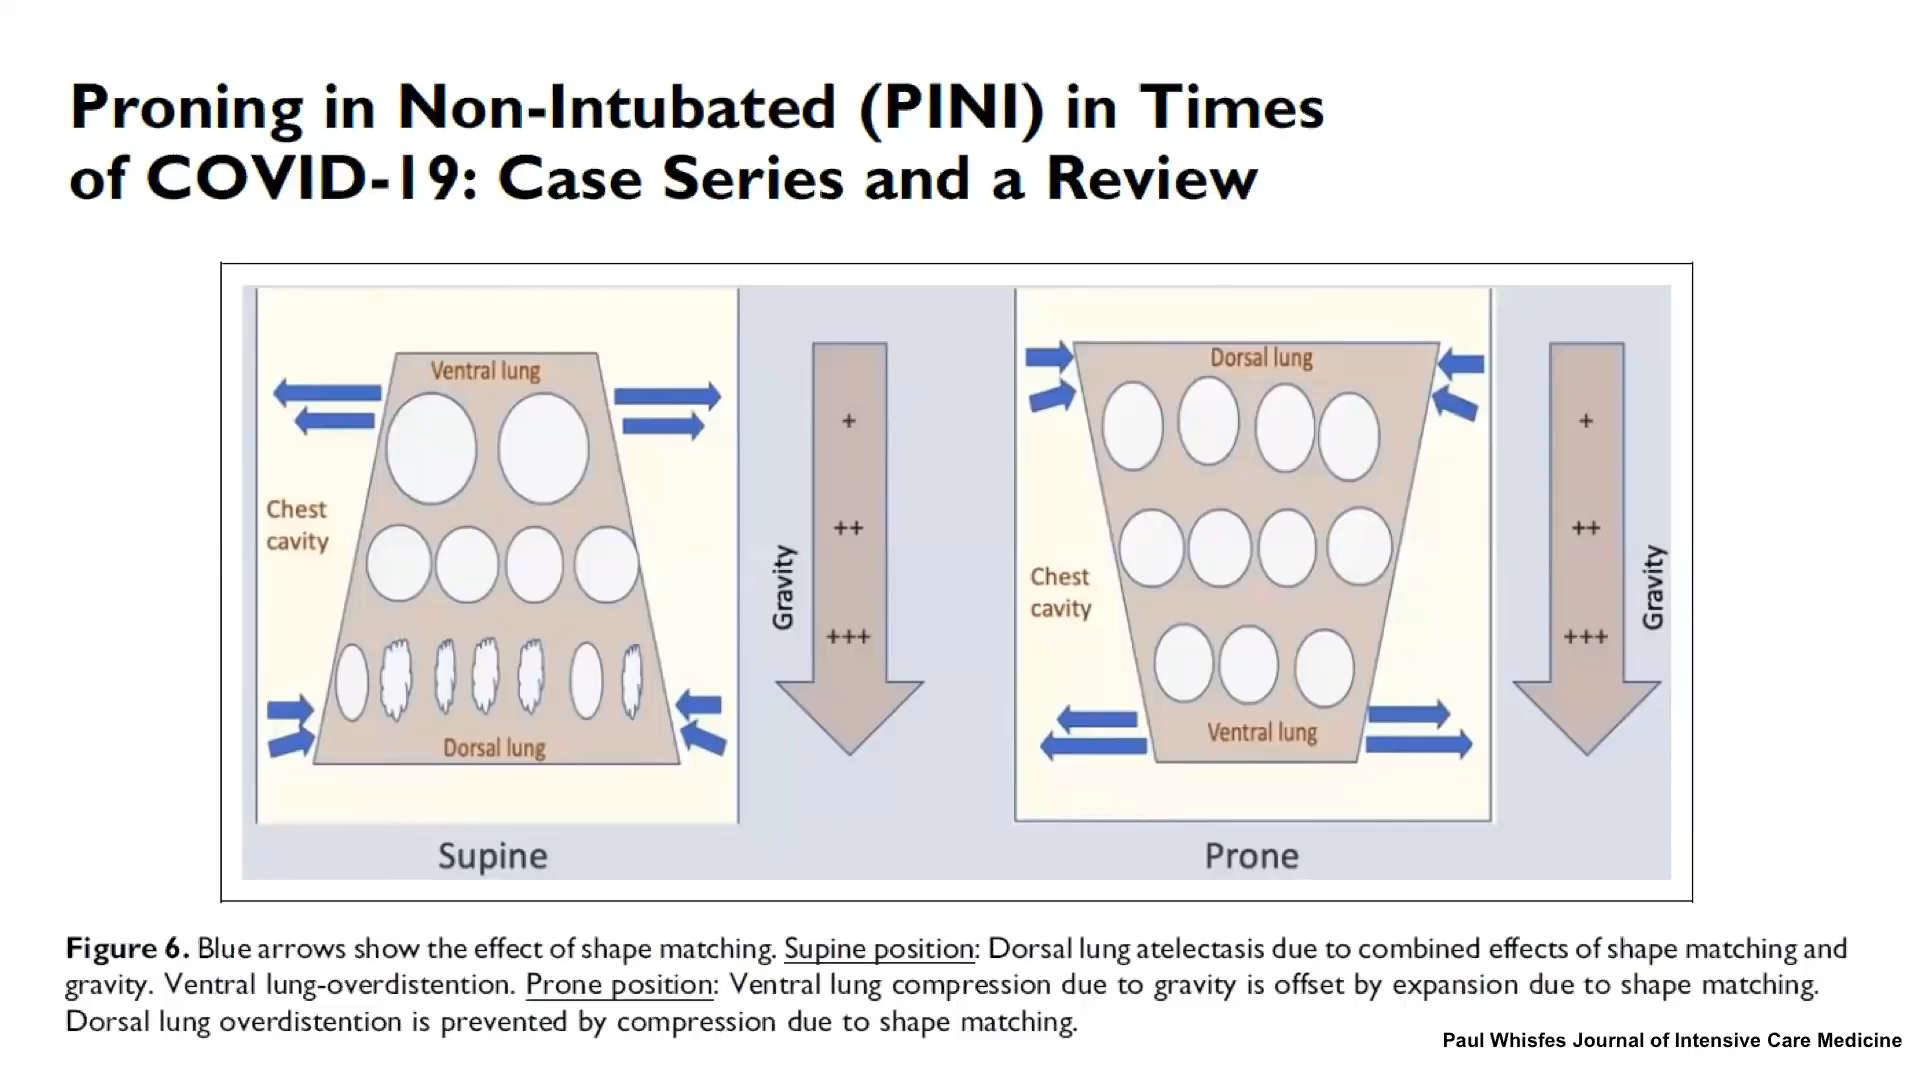 Proning in Non-Intubated (PINI) in Times
of COVID-19: Case Series and a Review
Ventral lung
Chest
cavity
Dorsal lung
Supine
Gravity
+
++
+++
Dorsal lung
Chest
cavity
Ventral lung
Prone
+
++
+++
Gravity
Figure 6. Blue arrows show the effect of shape matching. Supine position: Dorsal lung atelectasis due to combined effects of shape matching and
gravity. Ventral lung-overdistention. Prone position: Ventral lung compression due to gravity is offset by expansion due to shape matching.
Dorsal lung overdistention is prevented by compression due to shape matching.
Paul Whisfes Journal of Intensive Care Medicine